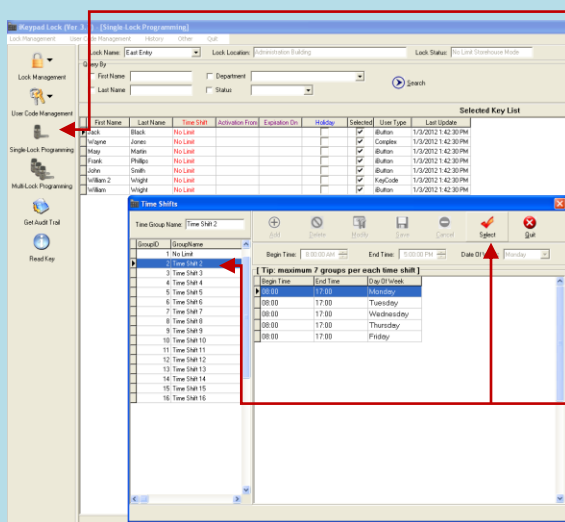 Keypad Lock (Ver 3. ) - [Single Lock Programming]
Lock Management User Code Management History Other Quit
Lock Name: East Entry Lock Location: Administration Building Lock Status: No Limit Storehouse Mode
Query By
First Name Department
Last Name Status
Search
Lock Management
User Code Management
Single-Lock Programming
Multi-Lock Programming
Get Audit Trail
Read Key
Selected Key List
First Name Last Name Time Shift Activation From Expiration On Holiday Selected User Type Last Update
Jack Black No Limit iButton 1/3/2012 1:42:30 PM
Wayne Jones No Limit Complex 1/3/2012 1:42:30 PM
Mary Martin No Limit iButton 1/3/2012 1:42:30 PM
Frank Phillips No Limit iButton 1/3/2012 1:42:30 PM
John Smith No Limit iButton 1/3/2012 1:42:30 PM
William 2 Wright No Limit KeyCode 1/3/2012 1:42:30 PM
William Wright No Limit iButton 1/3/2012 1:42:30 PM
Time Shifts
Time Group Name: Time Shift 2
Add Delete Modify Save Cancel Select Quit
Begin Time: 8:00:00 AM End Time: 5:00:00 PM Date Of Week: Monday
[ Tip: maximum 7 groups per each time shift ]
GroupID GroupName
1 No Limit
2 Time Shift 2
3 Time Shift 3
4 Time Shift 4
5 Time Shift 5
6 Time Shift 6
7 Time Shift 7
8 Time Shift 8
9 Time Shift 9
10 Time Shift 10
11 Time Shift 11
12 Time Shift 12
13 Time Shift 13
14 Time Shift 14
15 Time Shift 15
16 Time Shift 16
Begin Time End Time Day Of Week
08:00 17:00 Monday
08:00 17:00 Tuesday
08:00 17:00 Wednesday
08:00 17:00 Thursday
08:00 17:00 Friday